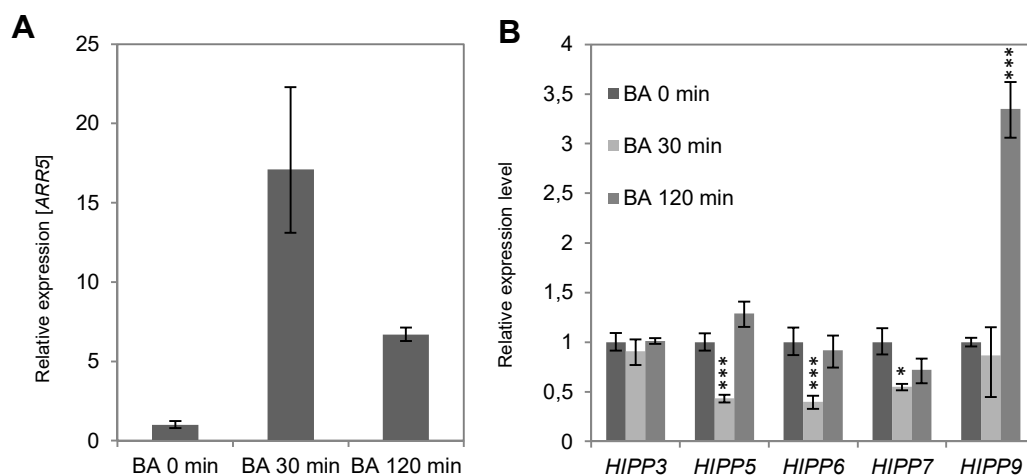 A
Relative expression [ARR5]
25
20
15
10
5
0
BA 0 min BA 30 min BA 120 min
B
Relative expression level
4
3,5
3
2,5
2
1,5
1
0,5
0
BA 0 min
BA 30 min
BA 120 min
***
***
*
***
HIPP3 HIPP5 HIPP6 HIPP7 HIPP9